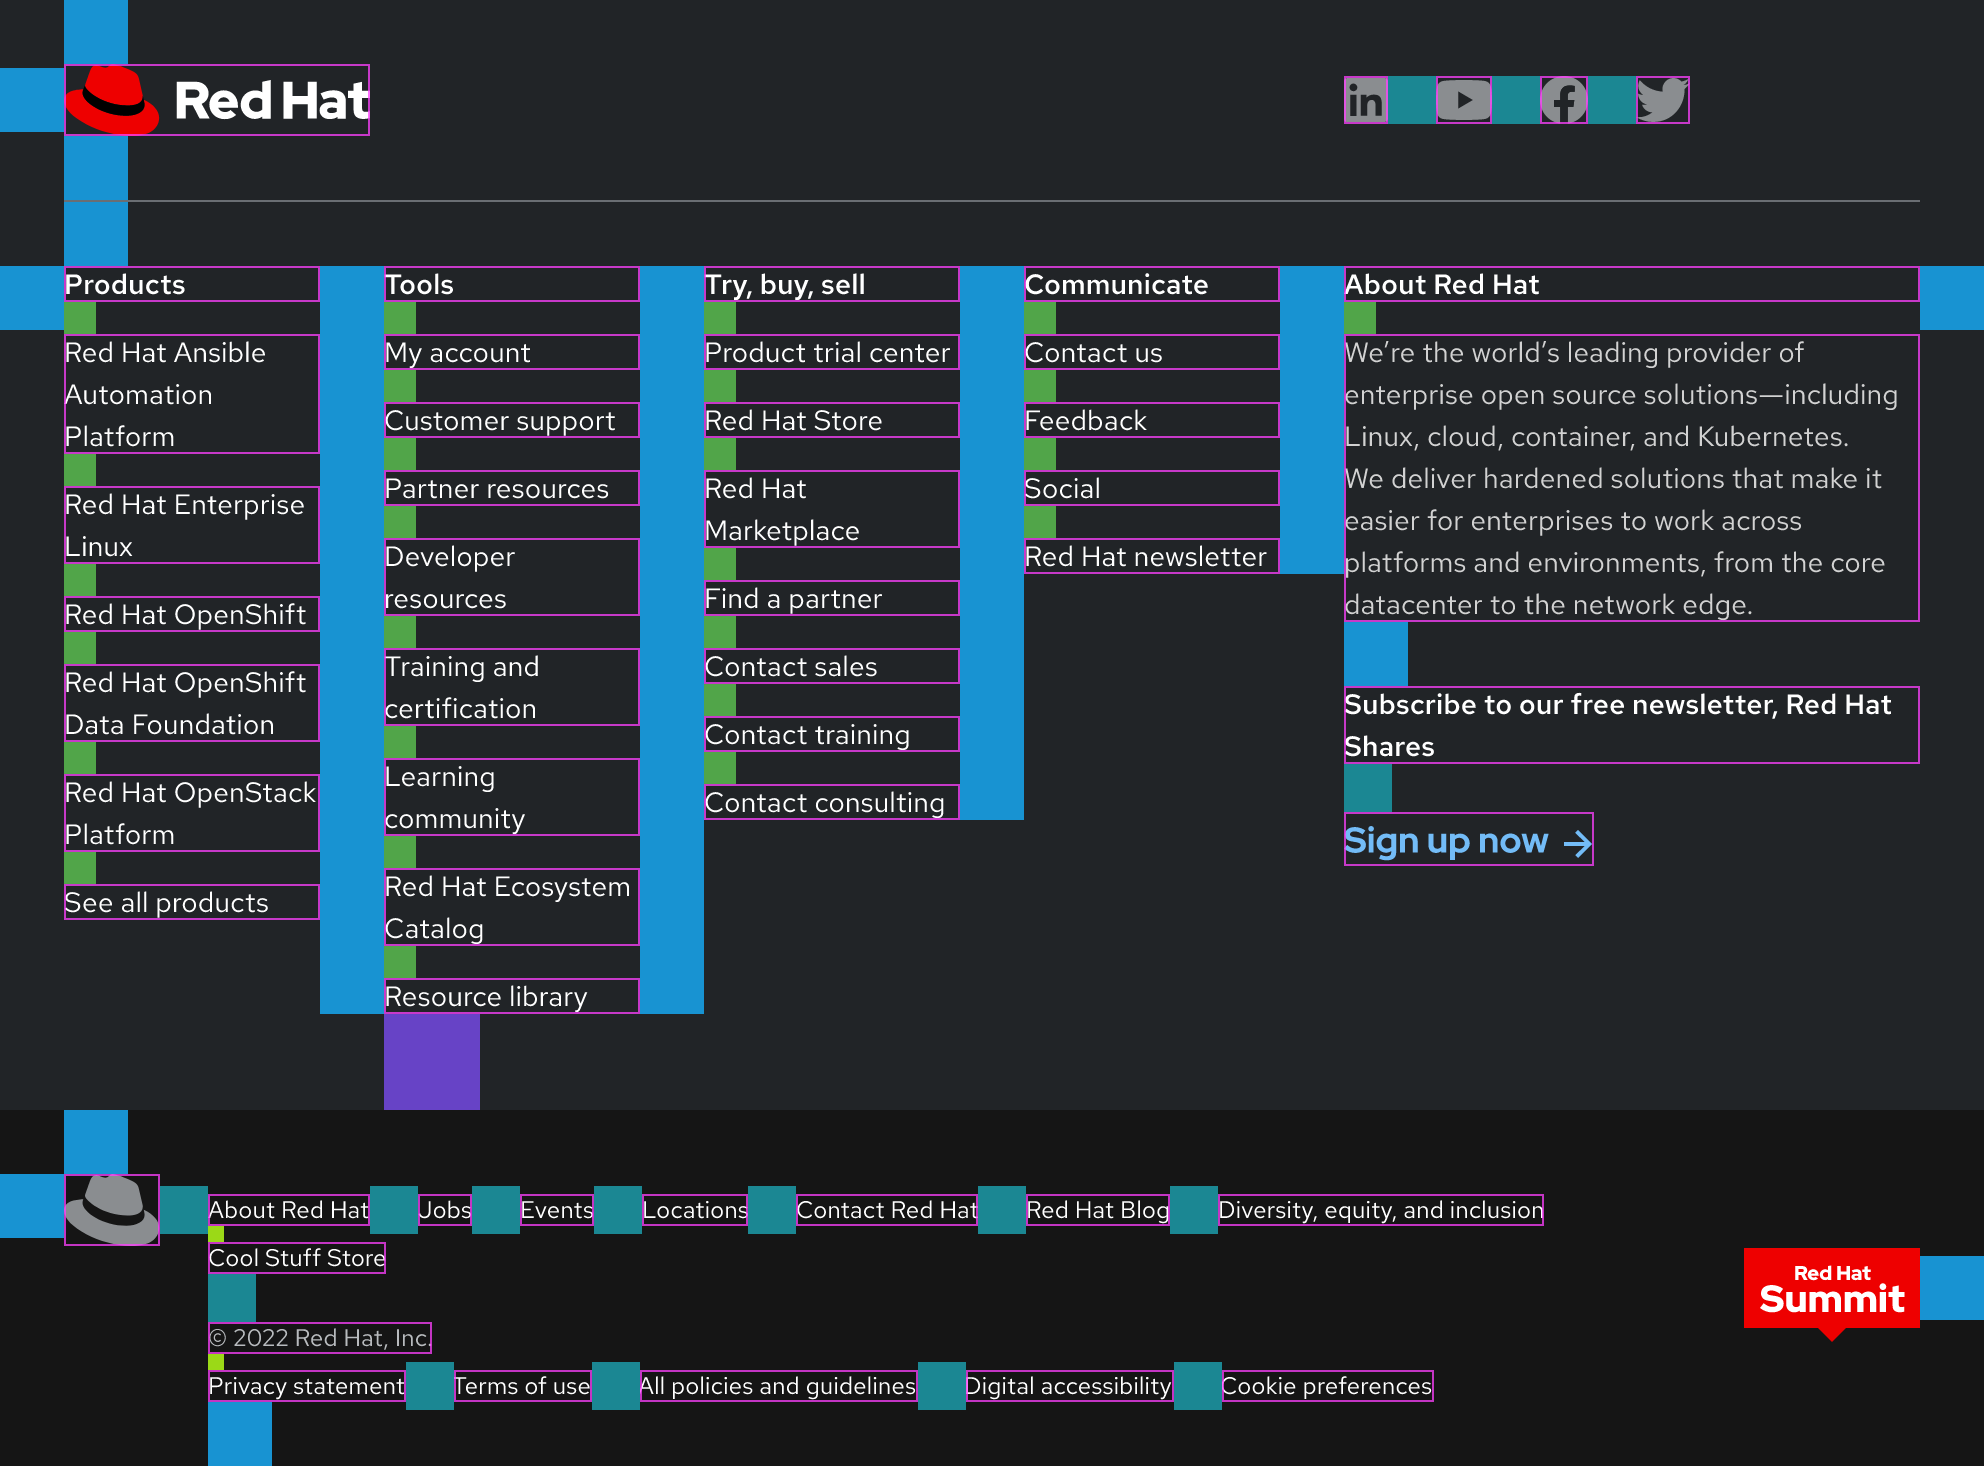 Red Hat
in
Products
Red Hat Ansible
Automation
Platform
Red Hat Enterprise
Linux
Red Hat OpenShift
Red Hat OpenShift
Data Foundation
Red Hat OpenStack
Platform
See all products
Tools
My account
Customer support
Partner resources
Developer
resources
Training and
certification
Learning
community
Red Hat Ecosystem
Catalog
Resource library
Try, buy, sell
Product trial center
Red Hat Store
Red Hat
Marketplace
Find a partner
Contact sales
Contact training
Contact consulting
Communicate
Contact us
Feedback
Social
Red Hat newsletter
About Red Hat
We’re the world’s leading provider of
enterprise open source solutions—including
Linux, cloud, container, and Kubernetes.
We deliver hardened solutions that make it
easier for enterprises to work across
platforms and environments, from the core
datacenter to the network edge.
Subscribe to our free newsletter, Red Hat
Shares
Sign up now →
About Red Hat Jobs Events Locations Contact Red Hat Red Hat Blog Diversity, equity, and inclusion
Cool Stuff Store
© 2022 Red Hat, Inc.
Privacy statement Terms of use All policies and guidelines Digital accessibility Cookie preferences
Red Hat
Summit